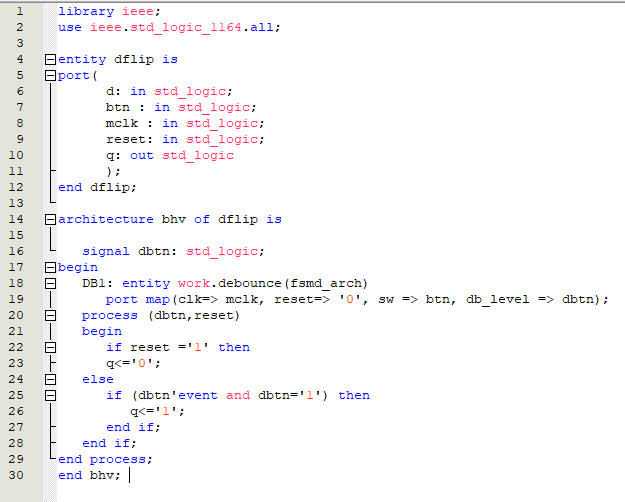 1 library ieee;
2 use ieee.std_logic_1164.all;
3
4 entity dflip is
5 port(
6 d: in std_logic;
7 btn : in std_logic;
8 mclk : in std_logic;
9 reset: in std_logic;
10 q: out std_logic
11 );
12 end dflip;
13
14 architecture bhv of dflip is
15
16 signal dbtn: std_logic;
17 begin
18 DB1: entity work.debounce(fsmd_arch)
19 port map(clk=> mclk, reset=> '0', sw => btn, db_level => dbtn);
20 process (dbtn,reset)
21 begin
22 if reset ='1' then
23 q<='0';
24 else
25 if (dbtn'event and dbtn='1') then
26 q<='1';
27 end if;
28 end if;
29 end process;
30 end bhv;